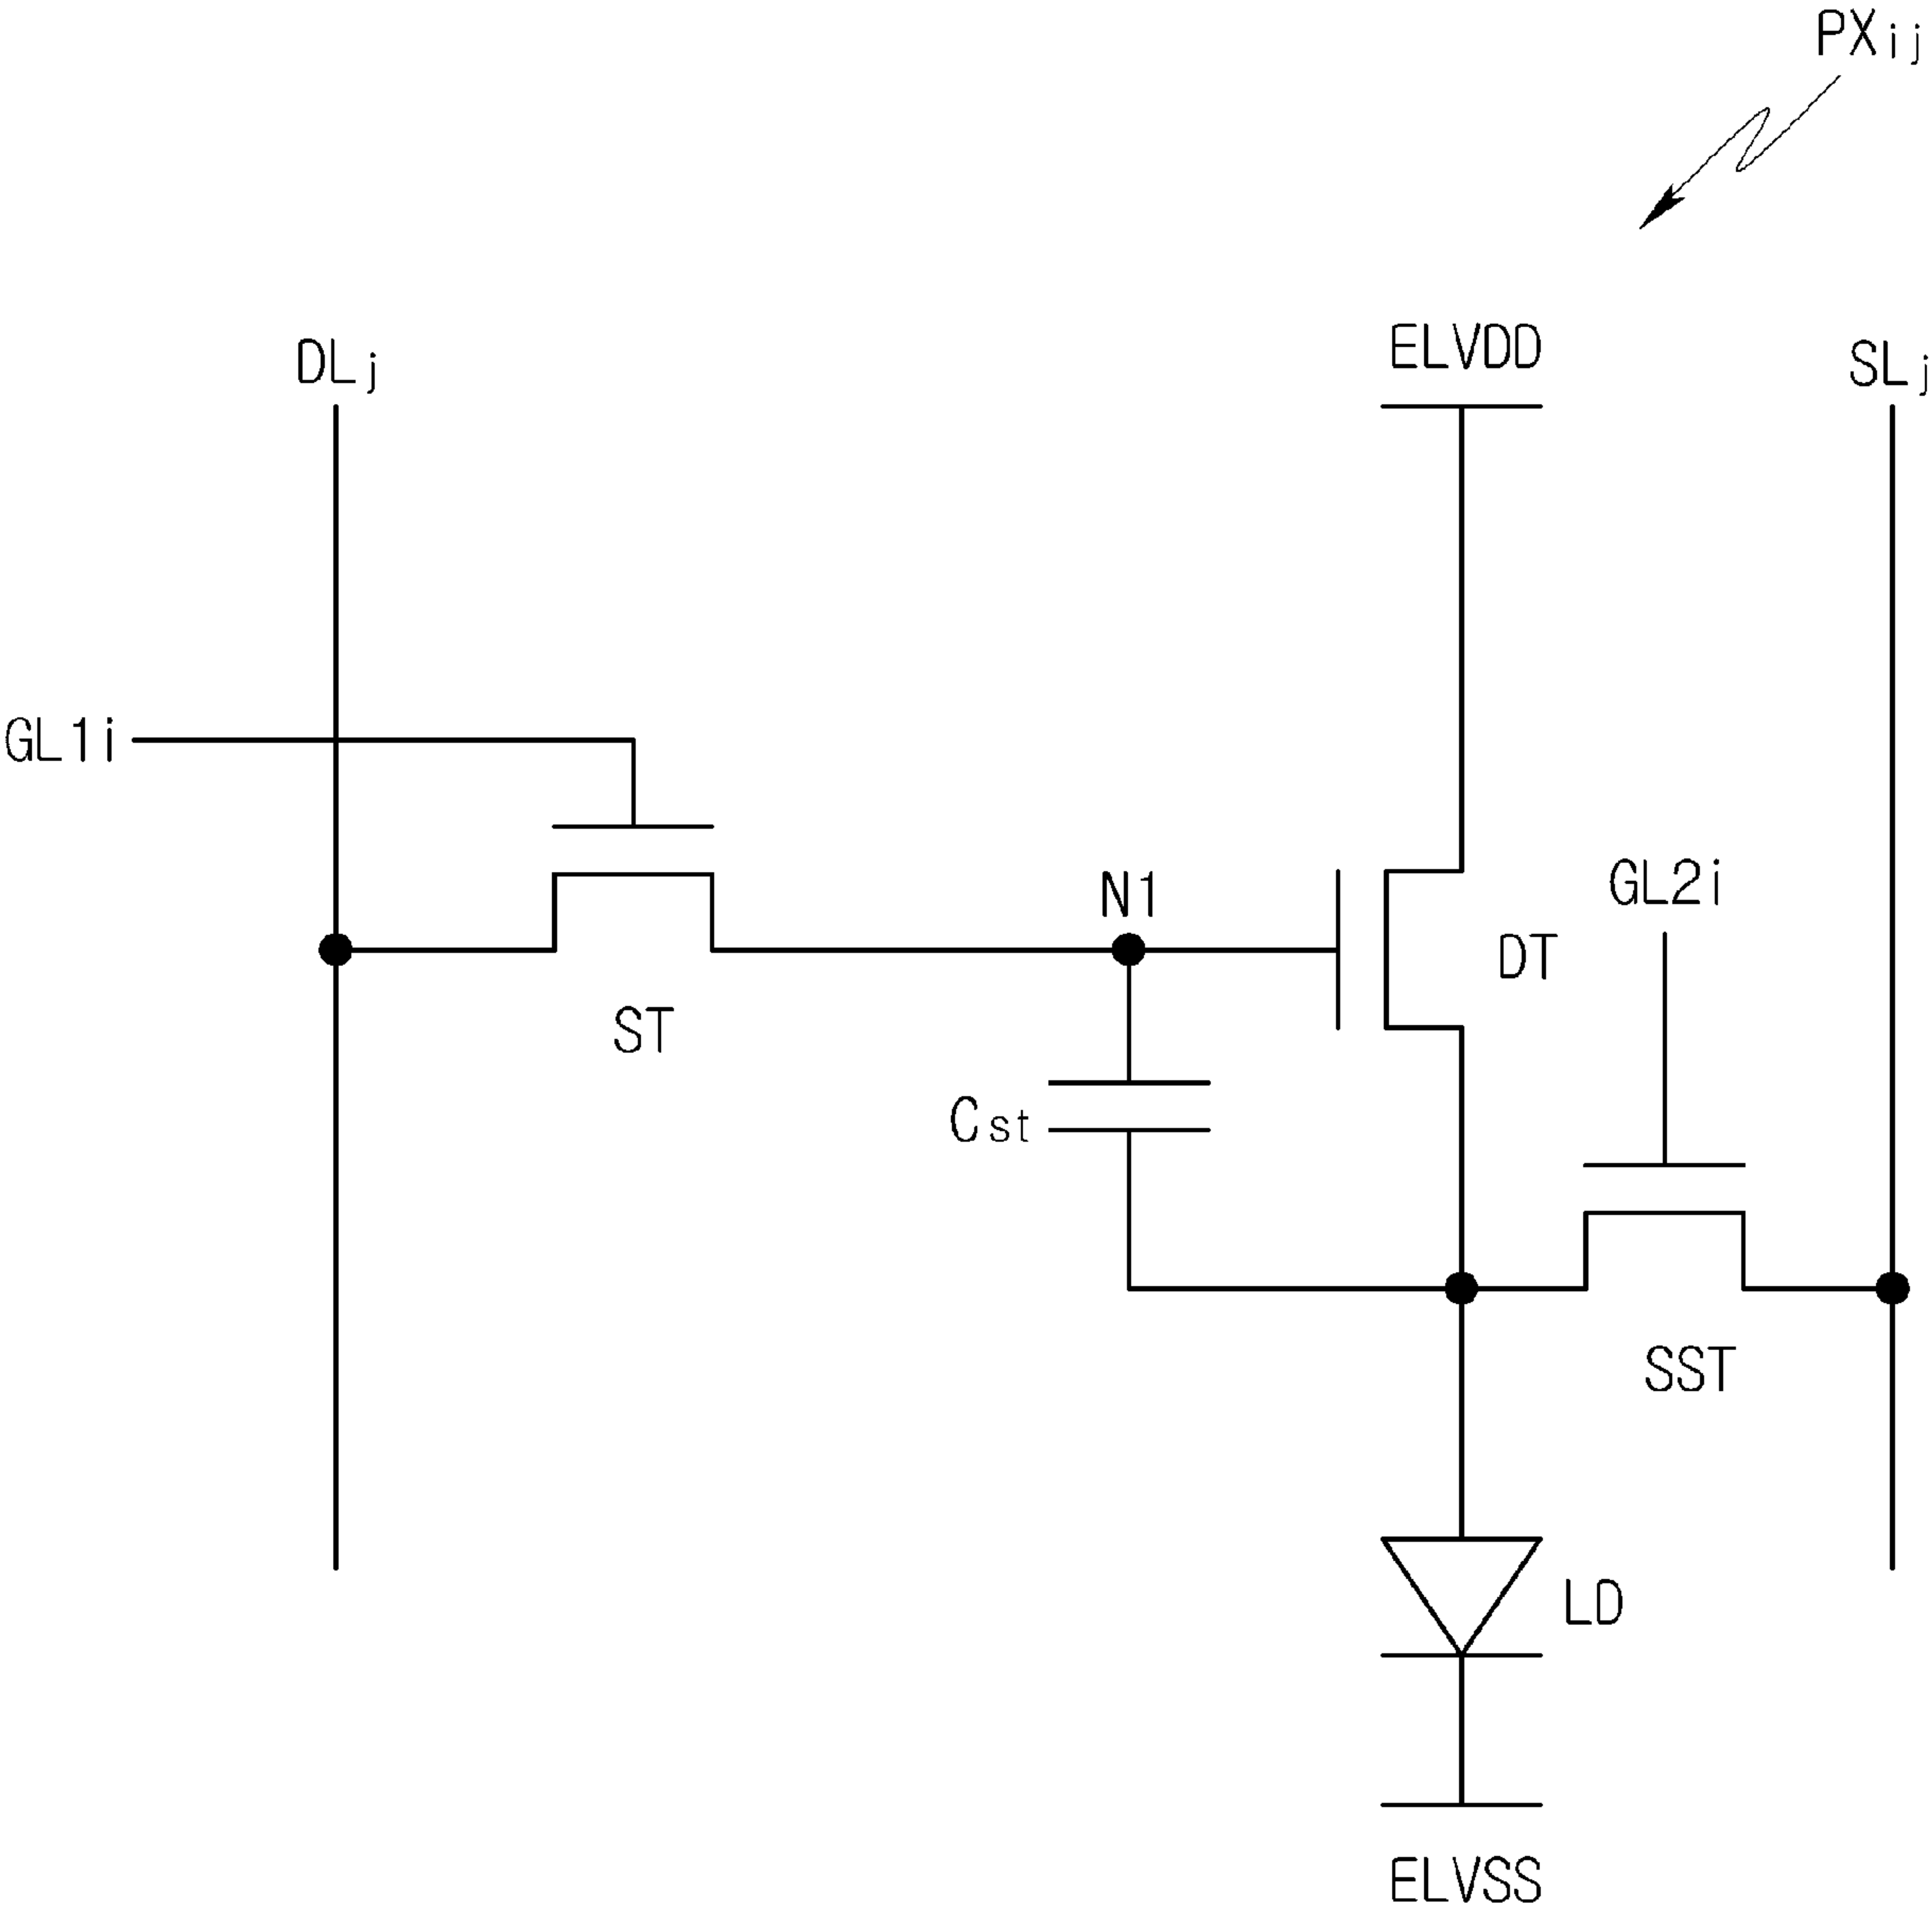 PXij
DLj
ELVDD
SLj
GL1i
N1
GL2i
DT
ST
Cst
SST
LD
ELVSS